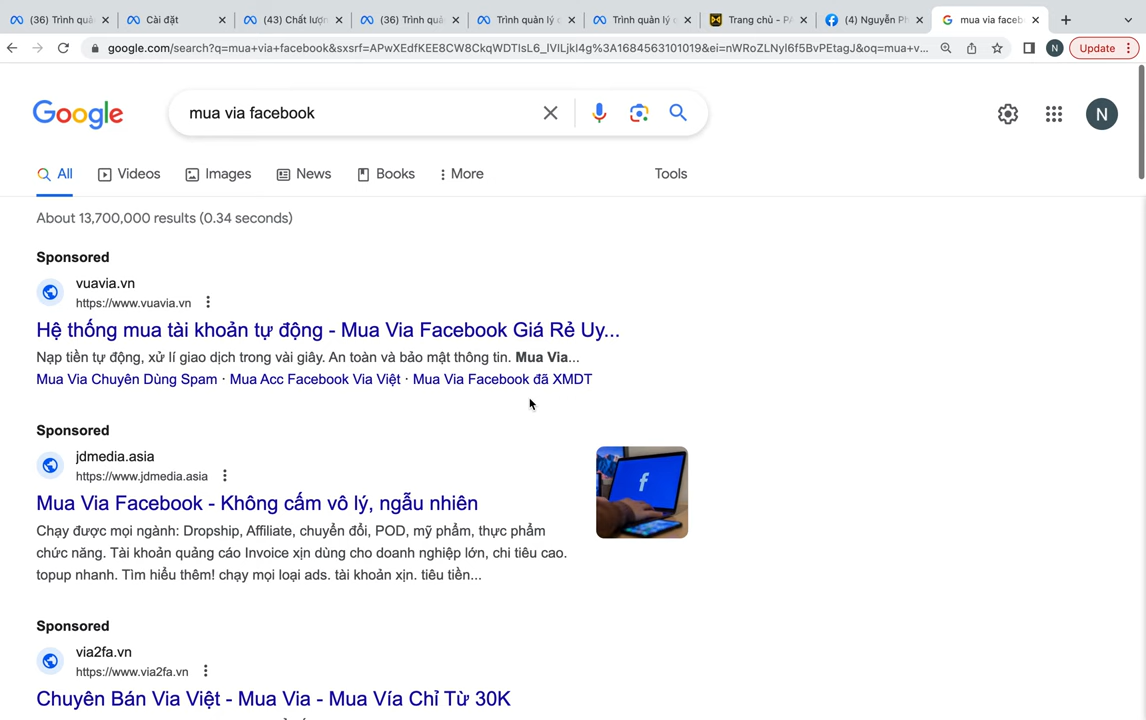 (36) Trình quả
Cài đặt
(43) Chất lượn
(36) Trình quả
Trình quản lý c
Trình quản lý c
Trang chủ - PA
(4) Nguyễn Ph
mua via faceb
google.com/search?q=mua+via+facebook&sxsrf=
N
Update
Google
mua via facebook
N
All
Videos
Images
News
Books
More
Tools
About 13,700,000 results (0.34 seconds)
Sponsored
vuavia.vn
https://www.vuavia.vn
Hệ thống mua tài khoản tự động - Mua Via Facebook Giá Rẻ Uy...
Nạp tiền tự động, xử lí giao dịch trong vài giây. An toàn và bảo mật thông tin. Mua Via...
Mua Via Chuyên Dùng Spam · Mua Acc Facebook Via Việt · Mua Via Facebook đã XMDT
Sponsored
jdmedia.asia
https://www.jdmedia.asia
Mua Via Facebook - Không cấm vô lý, ngẫu nhiên
Chạy được mọi ngành: Dropship, Affiliate, chuyển đổi, POD, mỹ phẩm, thực phẩm
chức năng. Tài khoản quảng cáo Invoice xịn dùng cho doanh nghiệp lớn, chi tiêu cao.
topup nhanh. Tìm hiểu thêm! chạy mọi loại ads. tài khoản xịn. tiêu tiền...
Sponsored
via2fa.vn
https://www.via2fa.vn
Chuyên Bán Via Việt - Mua Via - Mua Vía Chỉ Từ 30K